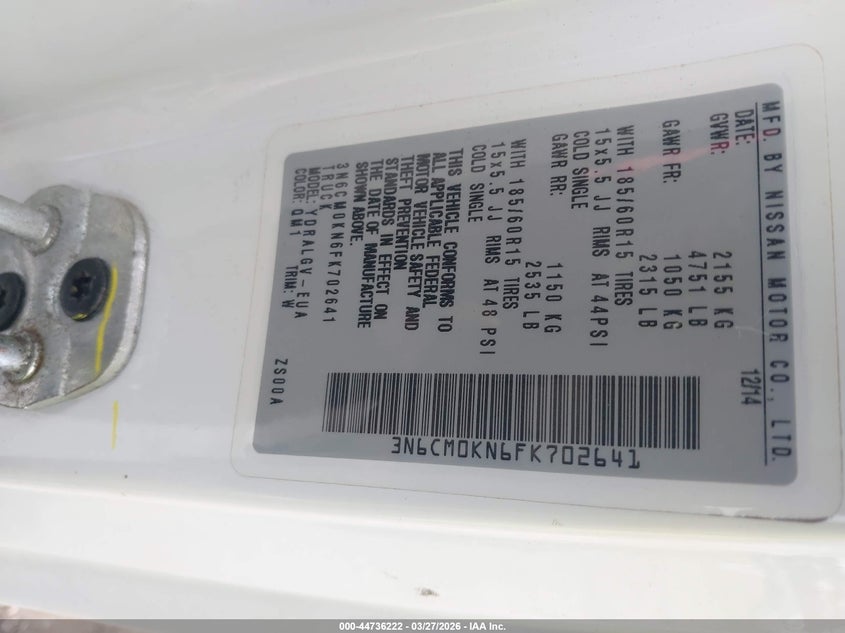 MFD. BY NISSAN MOTOR CO., LTD.
DATE: 12/14
GVWR: 2155 KG
4751 LB
GAWR FR: 1050 KG
2315 LB
WITH 185/60R15 TIRES
15x5.5 JJ RIMS AT 44PSI
COLD SINGLE
GAWR RR: 1150 KG
2535 LB
WITH 185/60R15 TIRES
15x5.5 JJ RIMS AT 48 PSI
COLD SINGLE
THIS VEHICLE CONFORMS TO
ALL APPLICABLE FEDERAL
MOTOR VEHICLE SAFETY AND
THEFT PREVENTION
STANDARDS IN EFFECT ON
THE DATE OF MANUFACTURE
SHOWN ABOVE.
3N6CM0KN6FK702641
TRUCK
MODEL: YDRALGV-EUA
COLOR: QM1 TRIM: W
ZS00A
3N6CM0KN6FK702641
000-44736222 - 03/27/2026 - IAA Inc.